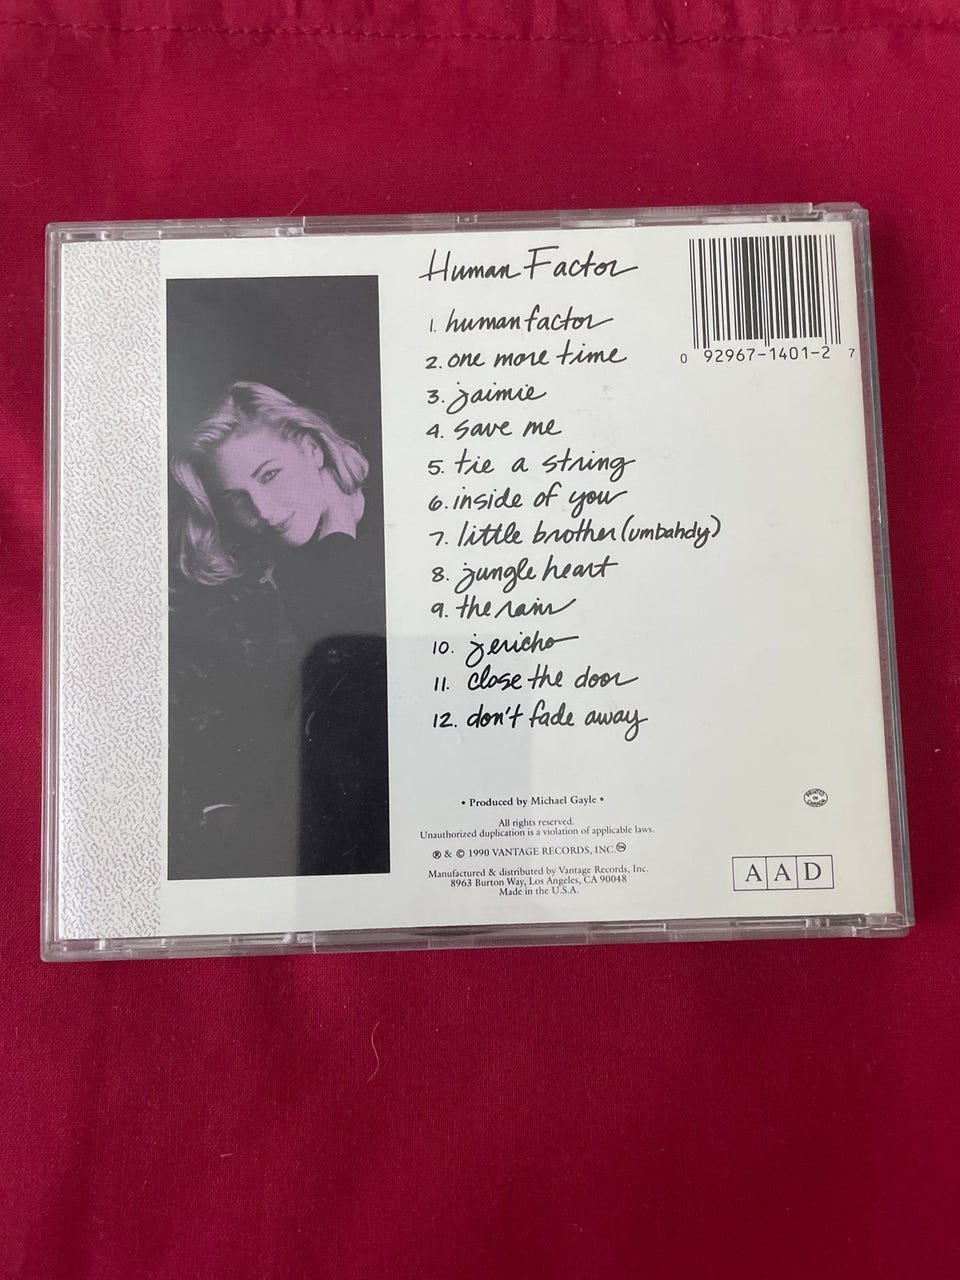 Human Factor
1. human factor
2. one more time
3. jaimie
4. save me
5. tie a string
6. inside of you
7. little brother (umbahdy)
8. jungle heart
9. the rain
10. jericho
11. close the door
12. don't fade away
0 92967-1401-2 7
• Produced by Michael Gayle •
All rights reserved.
Unauthorized duplication is a violation of applicable laws.
℗ & © 1990 VANTAGE RECORDS, INC.
Manufactured & distributed by Vantage Records, Inc.
8963 Burton Way, Los Angeles, CA 90048
Made in the U.S.A.
PRINTED
IN
CANADA
AAD